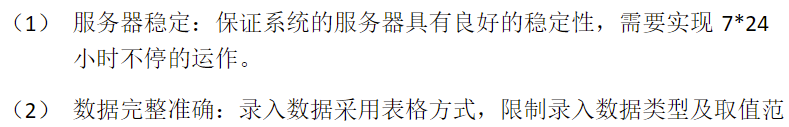 （1） 服务器稳定：保证系统的服务器具有良好的稳定性，需要实现 7*24
小时不停的运作。
（2） 数据完整准确：录入数据采用表格方式，限制录入数据类型及取值范